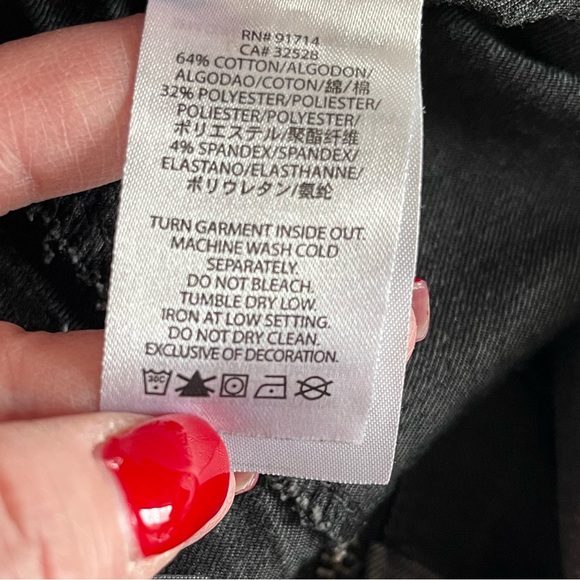 RN# 91714
CA# 32528
64% COTTON/ALGODON/
ALGODAO/COTON/綿/棉
32% POLYESTER/POLIESTER/
POLIESTER/POLYESTER/
ポリエステル/聚酯纤维
4% SPANDEX/SPANDEX/
ELASTANO/ELASTHANNE/
ポリウレタン/氨纶
TURN GARMENT INSIDE OUT.
MACHINE WASH COLD
SEPARATELY.
DO NOT BLEACH.
TUMBLE DRY LOW.
IRON AT LOW SETTING.
DO NOT DRY CLEAN.
EXCLUSIVE OF DECORATION.
30C